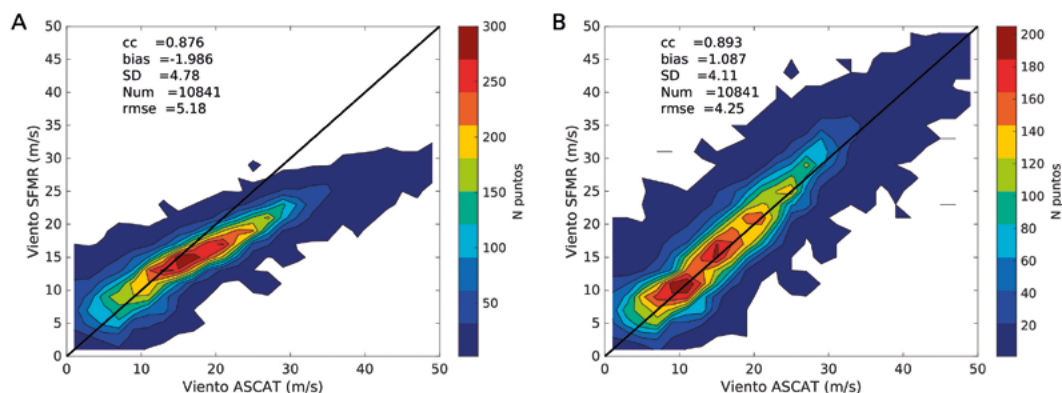 A
cc =0.876
bias =-1.986
SD =4.78
Num =10841
rmse =5.18
50
45
40
35
30
25
20
15
10
5
0
Viento SFMR (m/s)
0 10 20 30 40 50
Viento ASCAT (m/s)
300
250
200
150
100
50
N puntos
B
cc =0.893
bias =1.087
SD =4.11
Num =10841
rmse =4.25
50
45
40
35
30
25
20
15
10
5
0
Viento SFMR (m/s)
0 10 20 30 40 50
Viento ASCAT (m/s)
200
180
160
140
120
100
80
60
40
20
N puntos